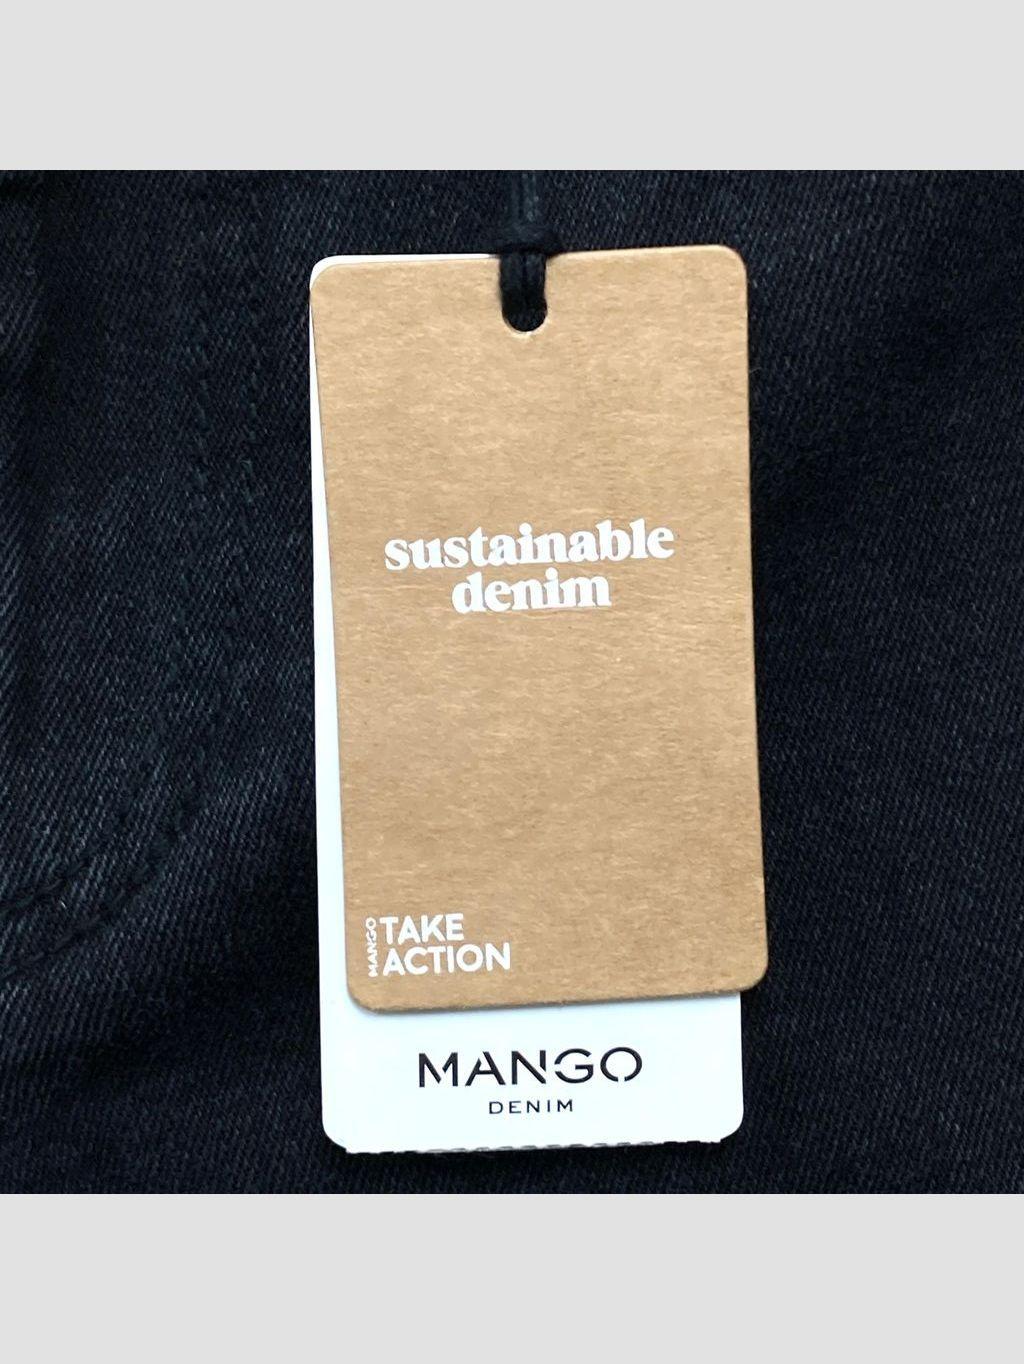 sustainable
denim
MANGO
TAKE
ACTION
MANGO
DENIM